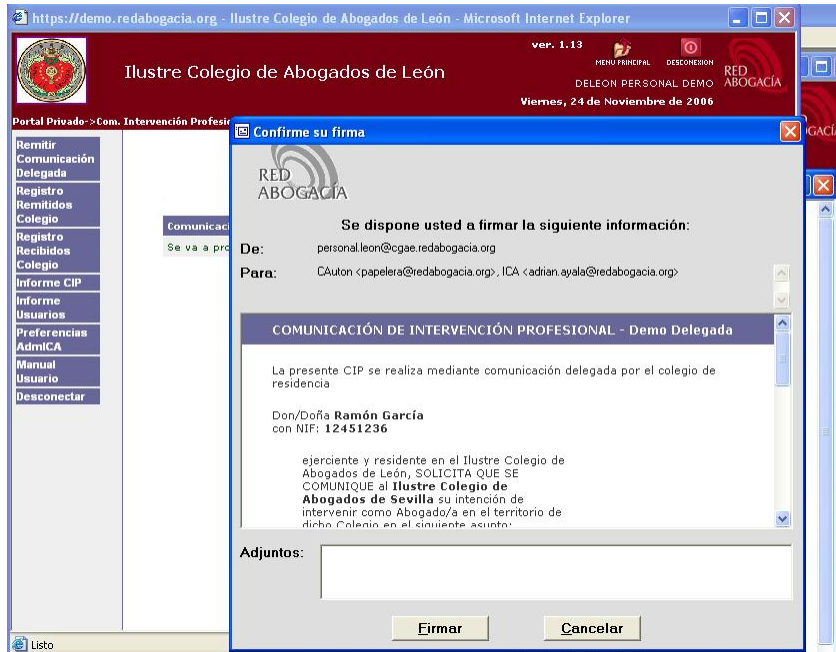 https://demo.redabogacia.org - Ilustre Colegio de Abogados de León - Microsoft Internet Explorer
ver. 1.13
MENU PRINCIPAL
DESCONEXION
Ilustre Colegio de Abogados de León
RED
ABOGACÍA
DELEON PERSONAL DEMO
Viernes, 24 de Noviembre de 2006
Portal Privado->Com. Intervención Profesio
Remitir
Comunicación
Delegada
Registro
Remitidos
Colegio
Registro
Recibidos
Colegio
Informe CIP
Informe
Usuarios
Preferencias
AdmICA
Manual
Usuario
Desconectar
Comunicaci
Se va a pro
GACÍ
Confirme su firma
RED
ABOGACÍA
Se dispone usted a firmar la siguiente información:
De: personal.leon@cgae.redabogacia.org
Para: CAuton <papelera@redabogacia.org>, ICA <adrian.ayala@redabogacia.org>
COMUNICACIÓN DE INTERVENCIÓN PROFESIONAL - Demo Delegada
La presente CIP se realiza mediante comunicación delegada por el colegio de
residencia
Don/Doña Ramón García
con NIF: 12451236
ejerciente y residente en el Ilustre Colegio de
Abogados de León, SOLICITA QUE SE
COMUNIQUE al Ilustre Colegio de
Abogados de Sevilla su intención de
intervenir como Abogado/a en el territorio de
dicho Colegio en el siguiente asunto:
Adjuntos:
Firmar
Cancelar
Listo